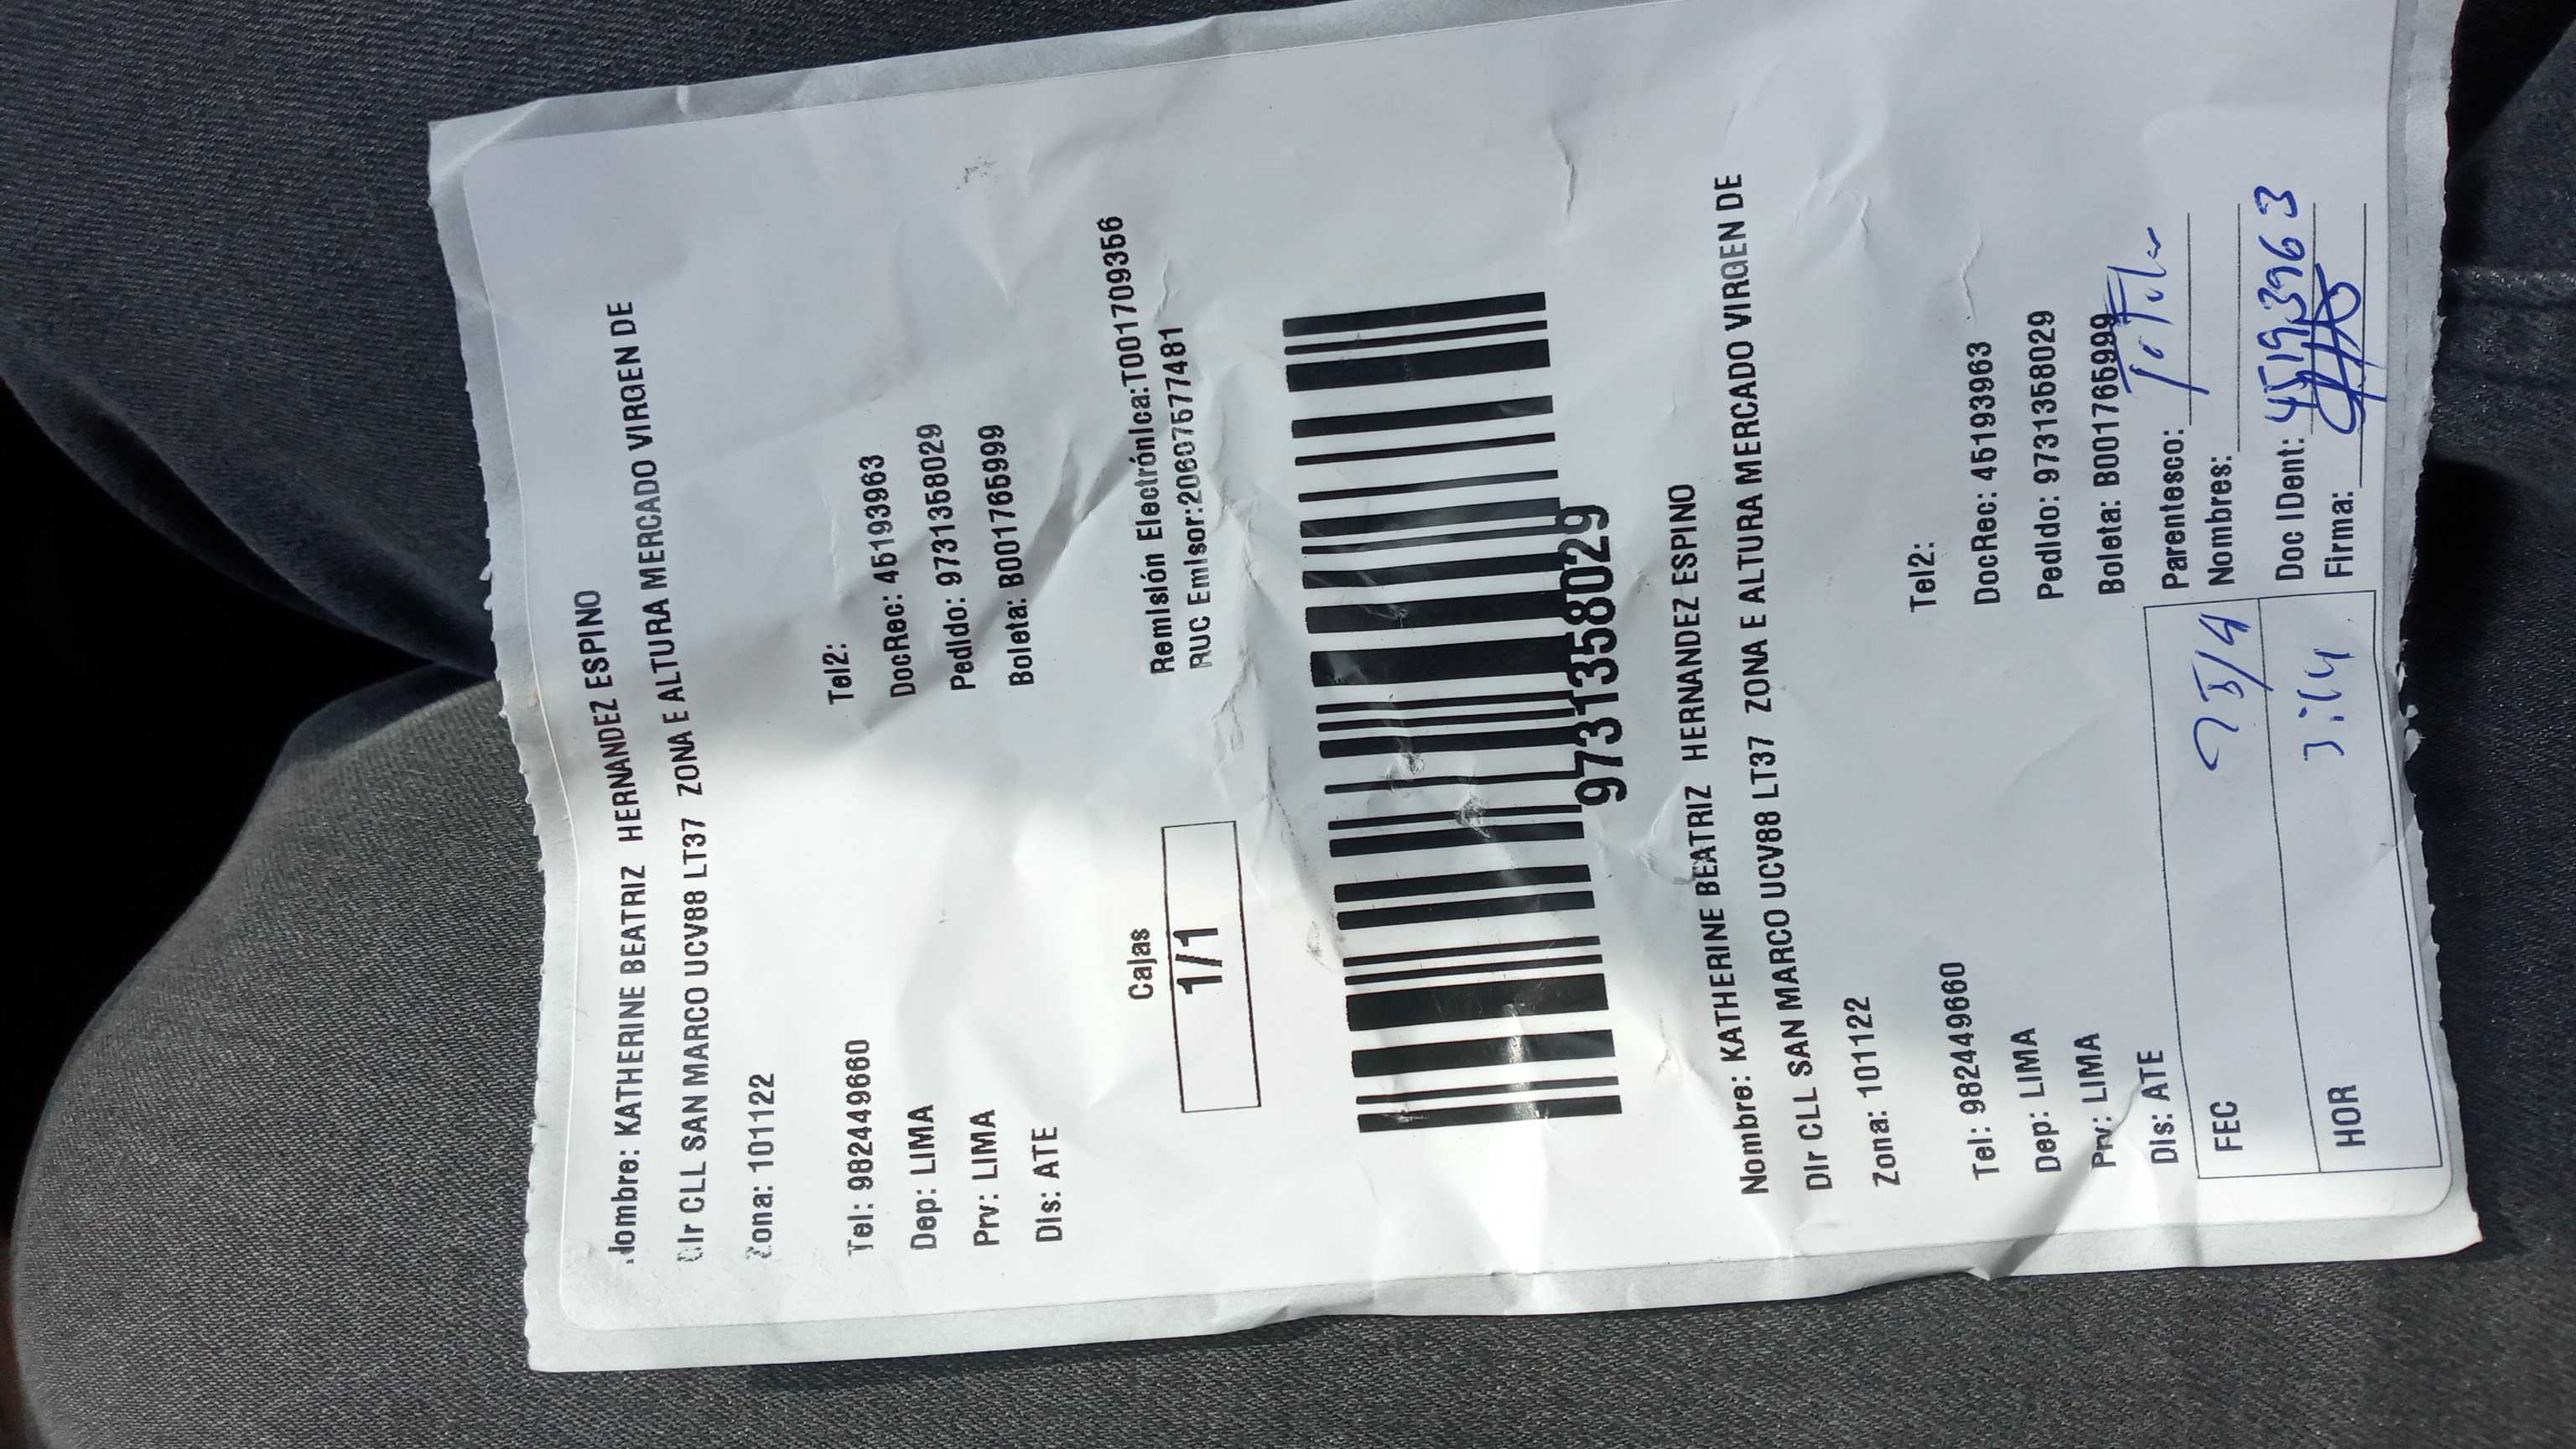 Nombre: KATHERINE BEATRIZ HERNANDEZ ESPINO
Dir CLL SAN MARCO UCV88 LT37 ZONA E ALTURA MERCADO VIRGEN DE
Zona: 101122
Tel: 982449660 Tel2:
Dep: LIMA DocRec: 45193963
Prv: LIMA Pedido: 9731358029
Dis: ATE Boleta: B001765999
Cajas
1/1
Remisión Electrónica:T001709356
RUC Emisor:20607577481
9731358029
Nombre: KATHERINE BEATRIZ HERNANDEZ ESPINO
Dir CLL SAN MARCO UCV88 LT37 ZONA E ALTURA MERCADO VIRGEN DE
Zona: 101122
Tel: 982449660 Tel2:
Dep: LIMA DocRec: 45193963
Prv: LIMA Pedido: 9731358029
Dis: ATE Boleta: B001765999
FEC Parentesco: Titular
Nombres:
HOR Doc IDent: 45193963
Firma: